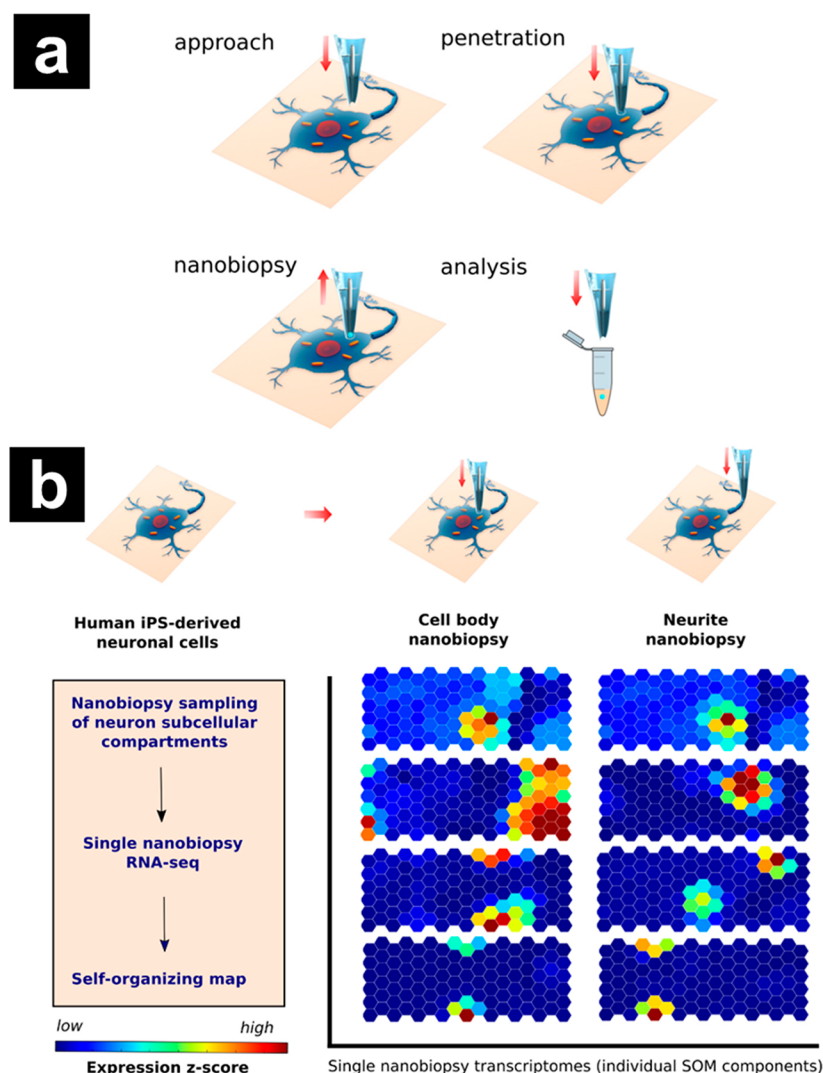 a
approach
penetration
nanobiopsy
analysis
b
Human iPS-derived
neuronal cells
Cell body
nanobiopsy
Neurite
nanobiopsy
Nanobiopsy sampling
of neuron subcellular
compartments
Single nanobiopsy
RNA-seq
Self-organizing map
low
high
Expression z-score
Single nanobiopsy transcriptomes (individual SOM components)